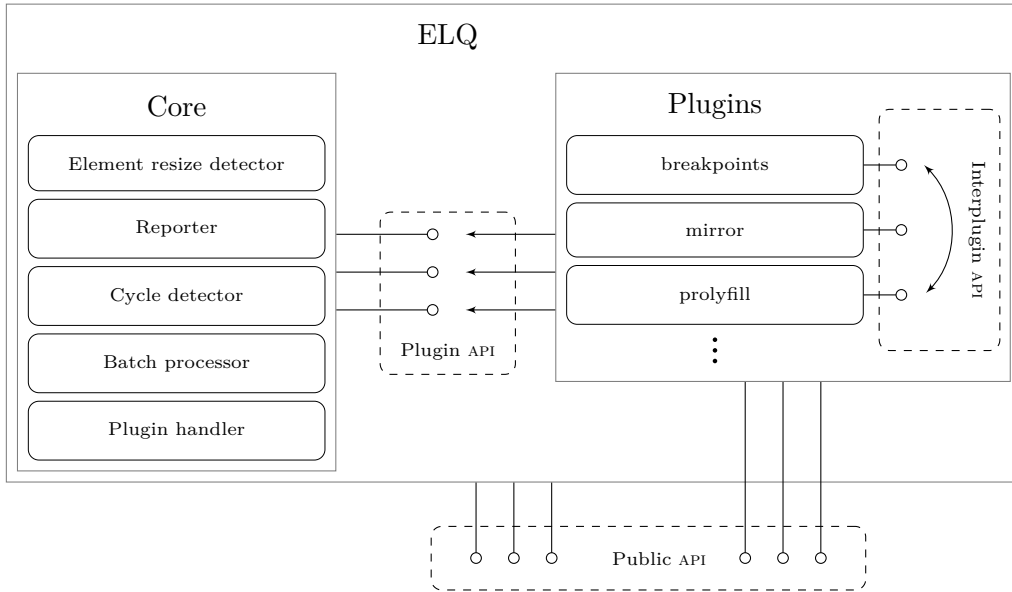 ELQ
Core
Element resize detector
Reporter
Cycle detector
Batch processor
Plugin handler
Plugin API
Plugins
breakpoints
mirror
prolyfill
Interplugin API
Public API